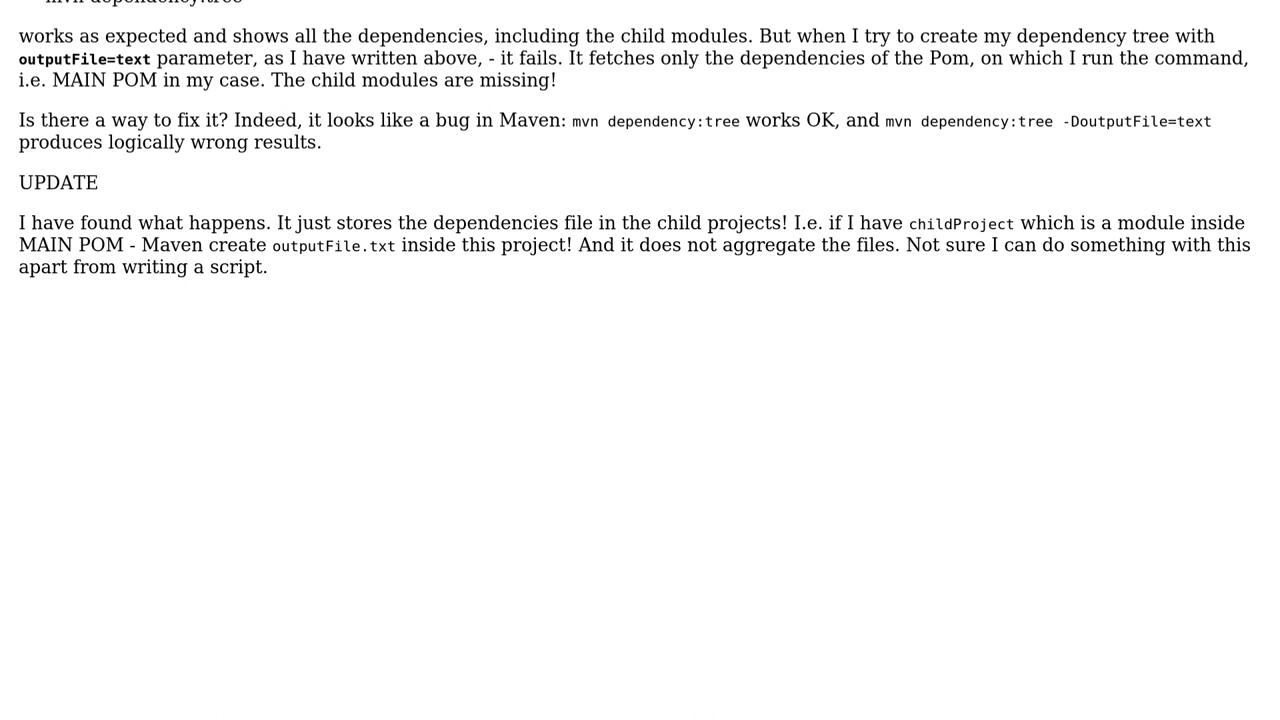 mvn dependency:tree
works as expected and shows all the dependencies, including the child modules. But when I try to create my dependency tree with
outputFile=text parameter, as I have written above, - it fails. It fetches only the dependencies of the Pom, on which I run the command,
i.e. MAIN POM in my case. The child modules are missing!
Is there a way to fix it? Indeed, it looks like a bug in Maven: mvn dependency:tree works OK, and mvn dependency:tree -DoutputFile=text
produces logically wrong results.
UPDATE
I have found what happens. It just stores the dependencies file in the child projects! I.e. if I have childProject which is a module inside
MAIN POM - Maven create outputFile.txt inside this project! And it does not aggregate the files. Not sure I can do something with this
apart from writing a script.